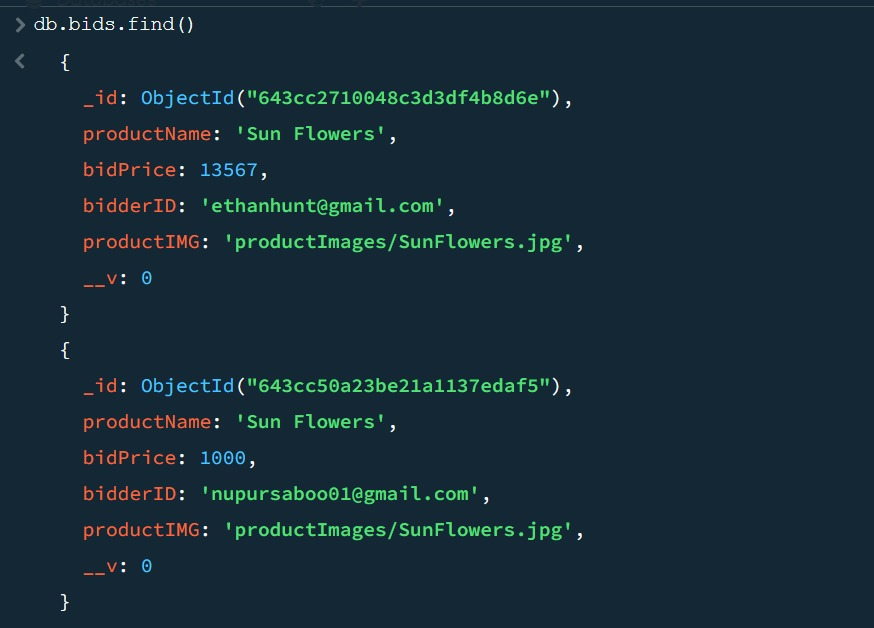 db.bids.find()
{
_id: ObjectId("643cc2710048c3d3df4b8d6e"),
productName: 'Sun Flowers',
bidPrice: 13567,
bidderID: 'ethanhunt@gmail.com',
productIMG: 'productImages/SunFlowers.jpg',
__v: 0
}
{
_id: ObjectId("643cc50a23be21a1137edaf5"),
productName: 'Sun Flowers',
bidPrice: 1000,
bidderID: 'nupursaboo01@gmail.com',
productIMG: 'productImages/SunFlowers.jpg',
__v: 0
}